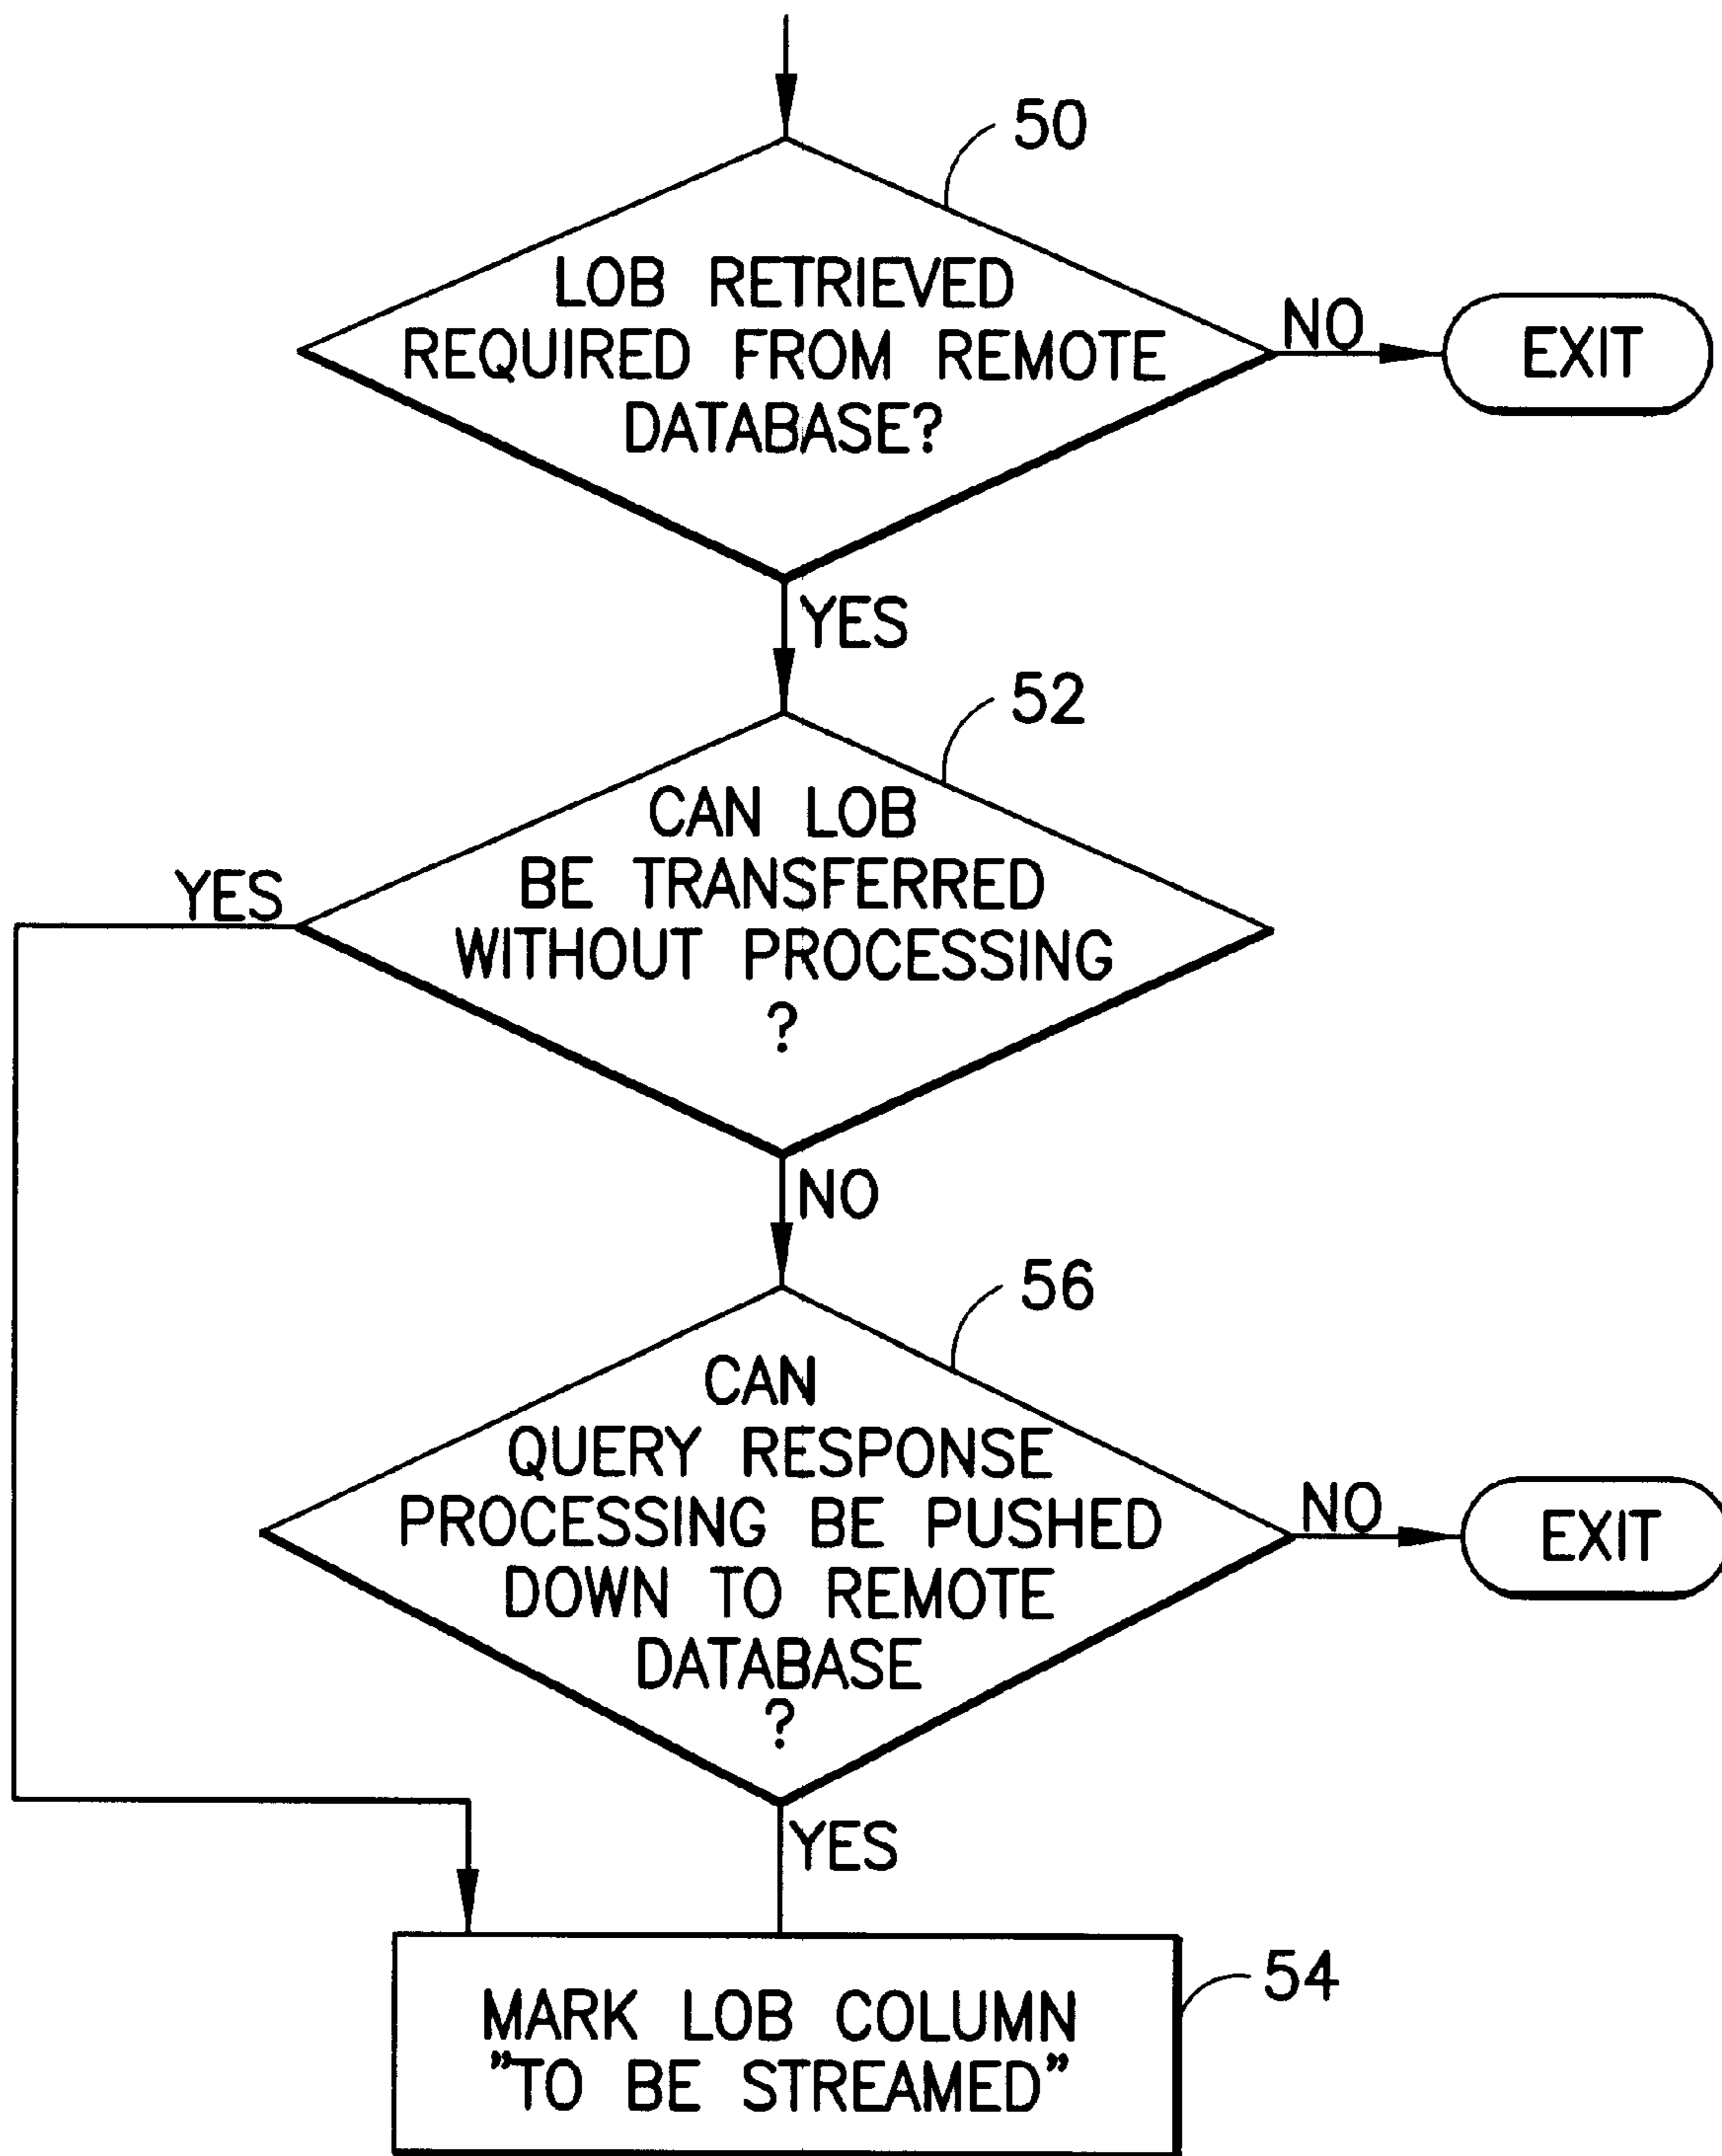 50
LOB RETRIEVED
REQUIRED FROM REMOTE
DATABASE?
NO
EXIT
YES
52
CAN LOB
BE TRANSFERRED
WITHOUT PROCESSING
?
YES
NO
56
CAN
QUERY RESPONSE
PROCESSING BE PUSHED
DOWN TO REMOTE
DATABASE
?
NO
EXIT
YES
54
MARK LOB COLUMN
"TO BE STREAMED"